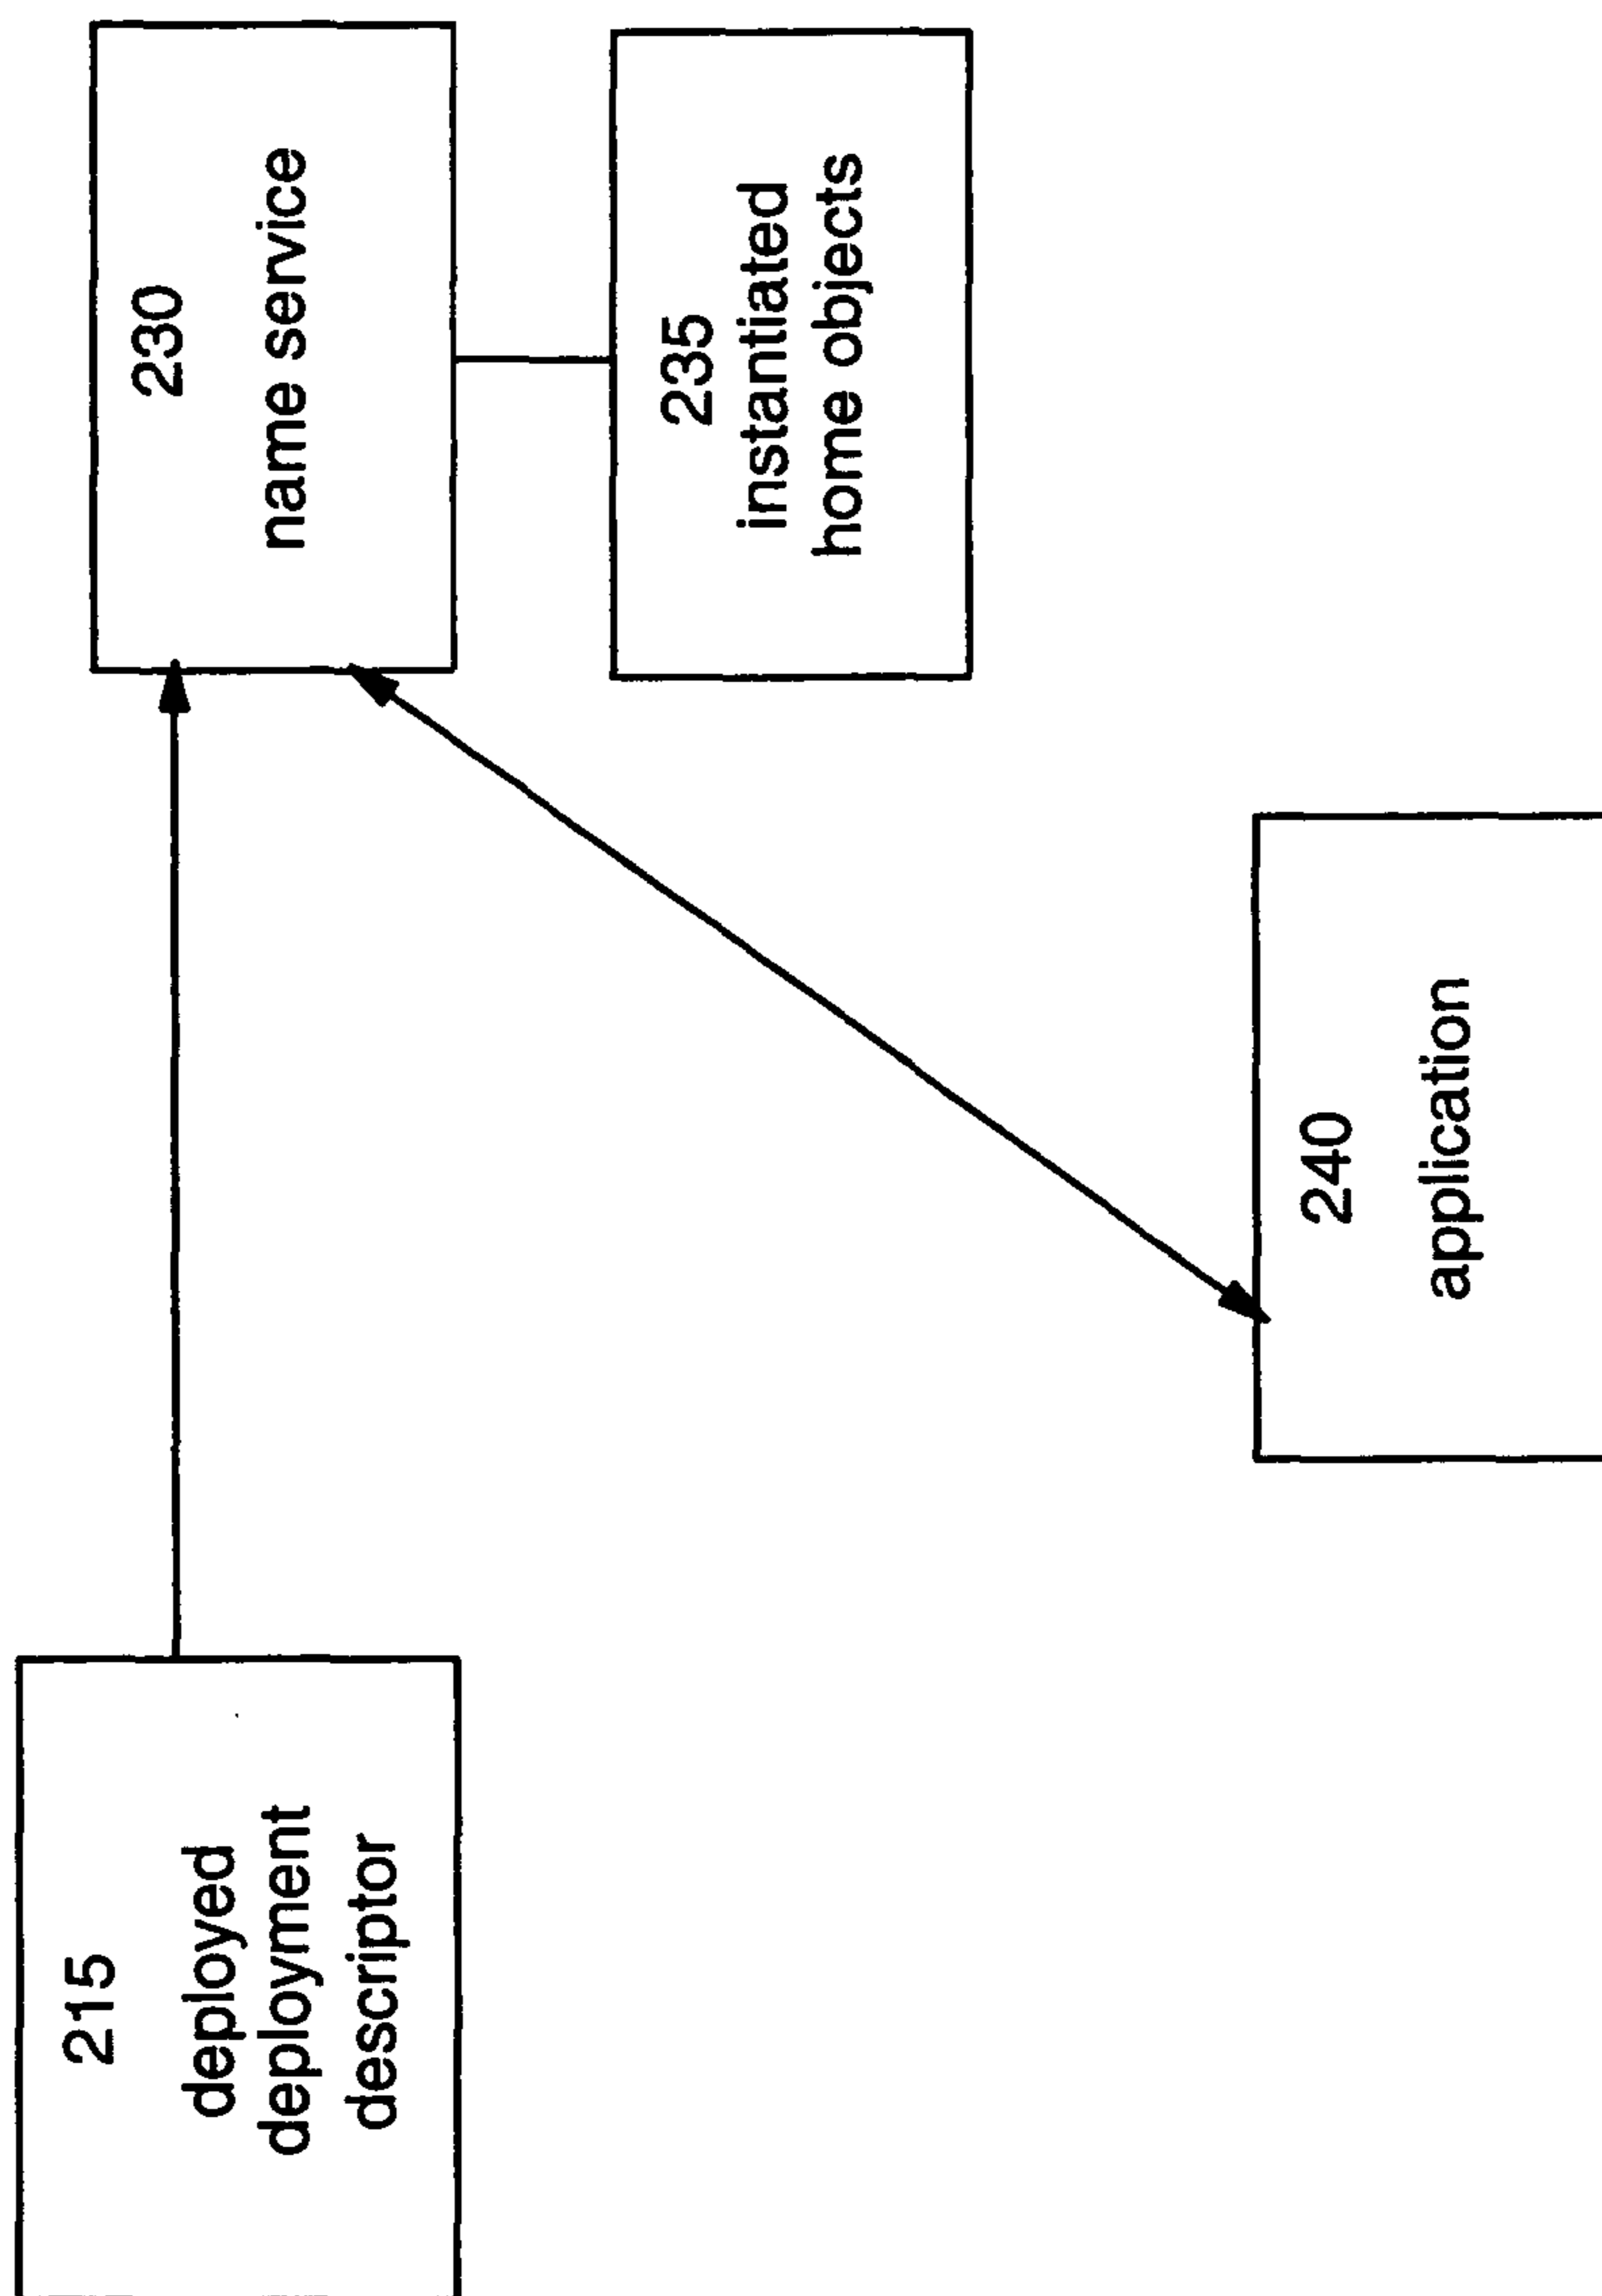 215
deployed
deployment
descriptor
230
name service
235
instantiated
home objects
240
application